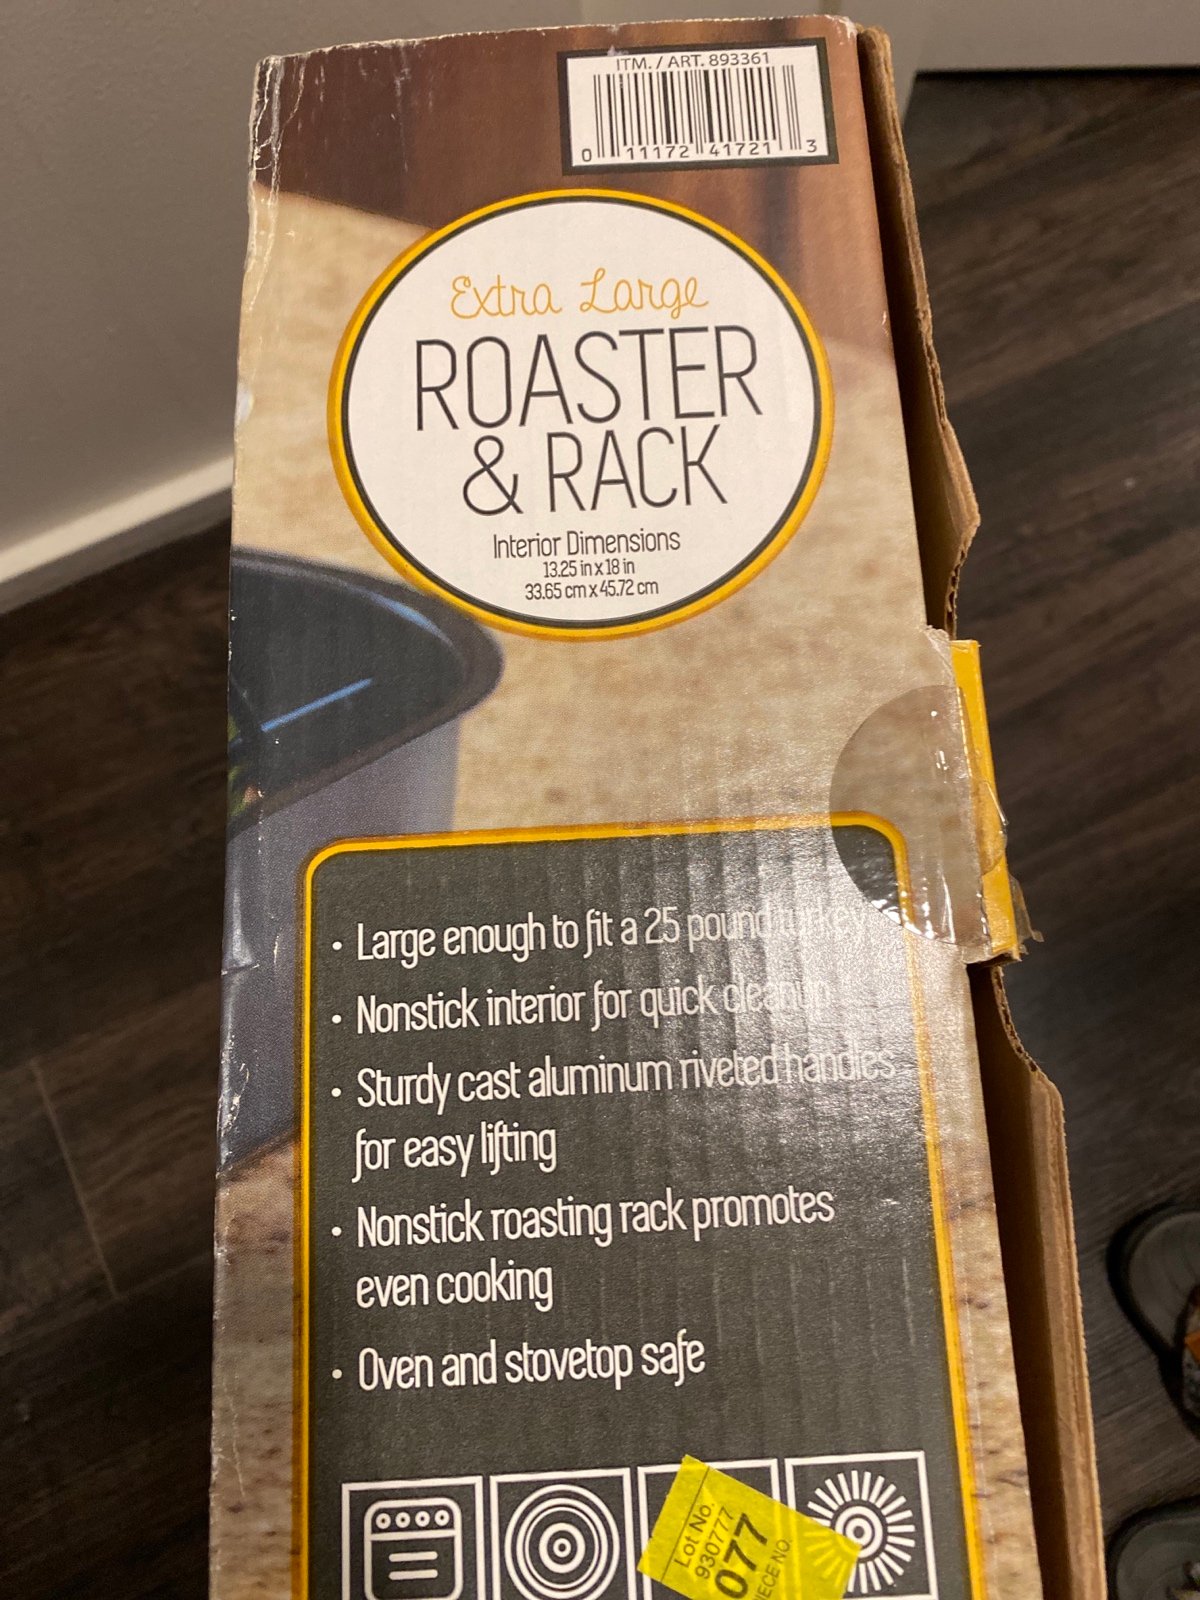 ITM. / ART. 893361
0 11172 41721 3
Extra Large
ROASTER
& RACK
Interior Dimensions
13.25 in x 18 in
33.65 cm x 45.72 cm
• Large enough to fit a 25 pound turkey
• Nonstick interior for quick cleanup
• Sturdy cast aluminum riveted handles
for easy lifting
• Nonstick roasting rack promotes
even cooking
• Oven and stovetop safe
Lot No.
930777
077
PIECE NO.